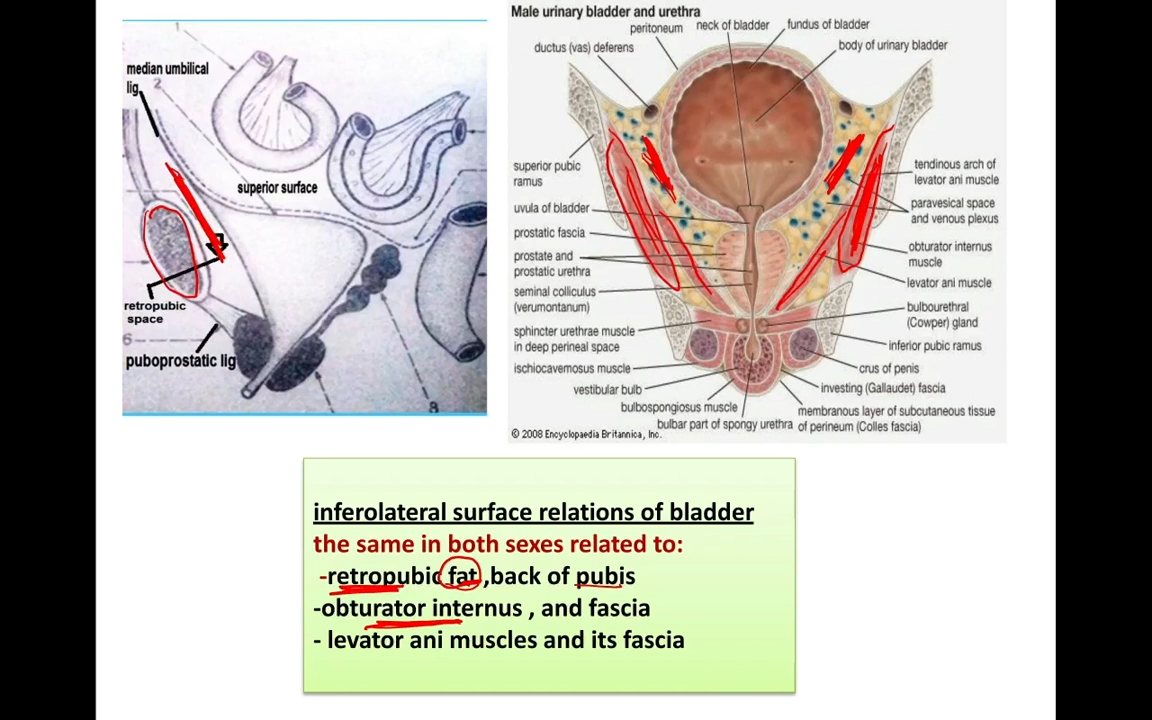 median umbilical
lig
1
2
superior surface
retropubic
space
6
puboprostatic lig
8
Male urinary bladder and urethra
peritoneum
neck of bladder
fundus of bladder
ductus (vas) deferens
body of urinary bladder
superior pubic
ramus
uvula of bladder
prostatic fascia
prostate and
prostatic urethra
seminal colliculus
(verumontanum)
sphincter urethrae muscle
in deep perineal space
ischiocavernosus muscle
vestibular bulb
bulbospongiosus muscle
bulbar part of spongy urethra
tendinous arch of
levator ani muscle
paravesical space
and venous plexus
obturator internus
muscle
levator ani muscle
bulbourethral
(Cowper) gland
inferior pubic ramus
crus of penis
investing (Gallaudet) fascia
membranous layer of subcutaneous tissue
of perineum (Colles fascia)
© 2008 Encyclopaedia Britannica, Inc.
inferolateral surface relations of bladder
the same in both sexes related to:
-retropubic fat ,back of pubis
-obturator internus , and fascia
- levator ani muscles and its fascia